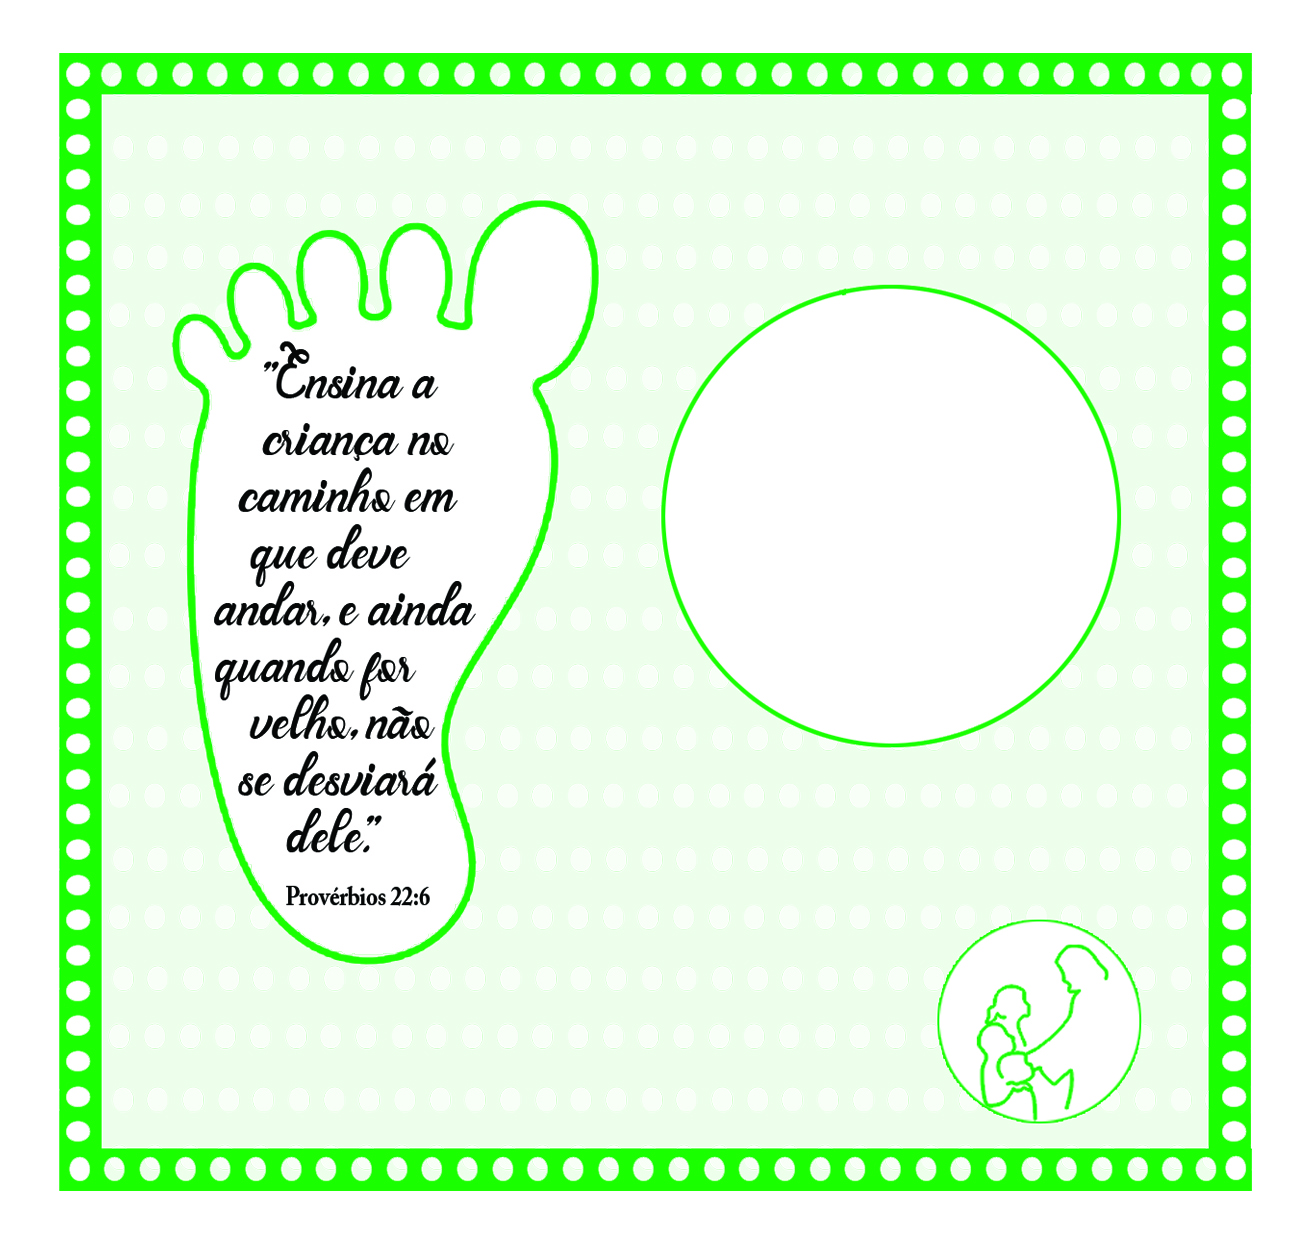 "Ensina a
criança no
caminho em
que deve
andar, e ainda
quando for
velho, não
se desviará
dele."
Provérbios 22:6